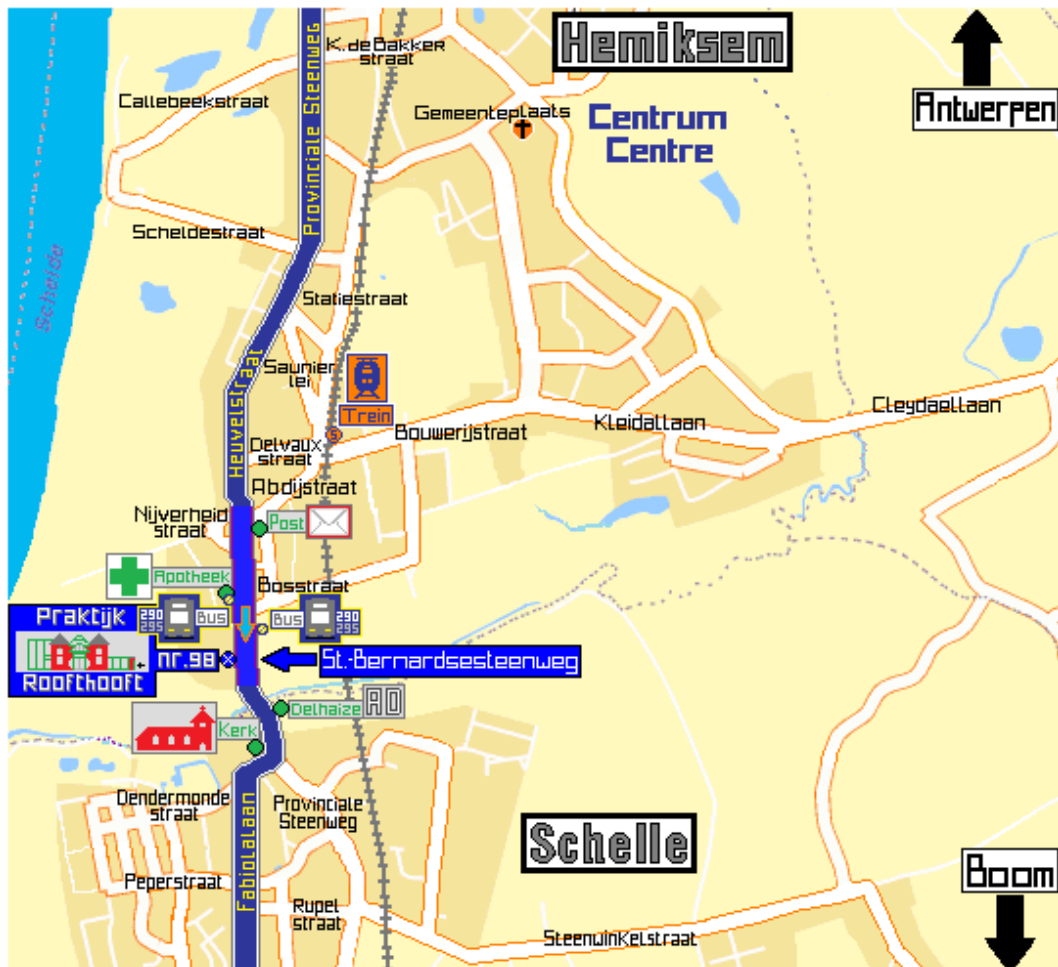 Hemiksem
K. de Bakker
straat
Provinciale Steenweg
Callebeekstraat
Gemeenteplaats
Centrum
Centre
Antwerpen
Scheldestraat
Schelde
Statiestraat
Saunier
lei
Trein
S
Heuvelstraat
Cleydaellaan
Kleidallaan
Bouwerijstraat
Delvaux
straat
Abdijstraat
Nijverheid
straat
Post
Apotheek
Bosstraat
Praktijk
Roofthooft
290
295
Bus
Bus
290
295
nr.98
St.-Bernardsesteenweg
Delhaize
AD
Kerk
Dendermonde
straat
Provinciale
Steenweg
Fabiolalaan
Schelle
Boom
Peperstraat
Rupel
straat
Steenwinkelstraat